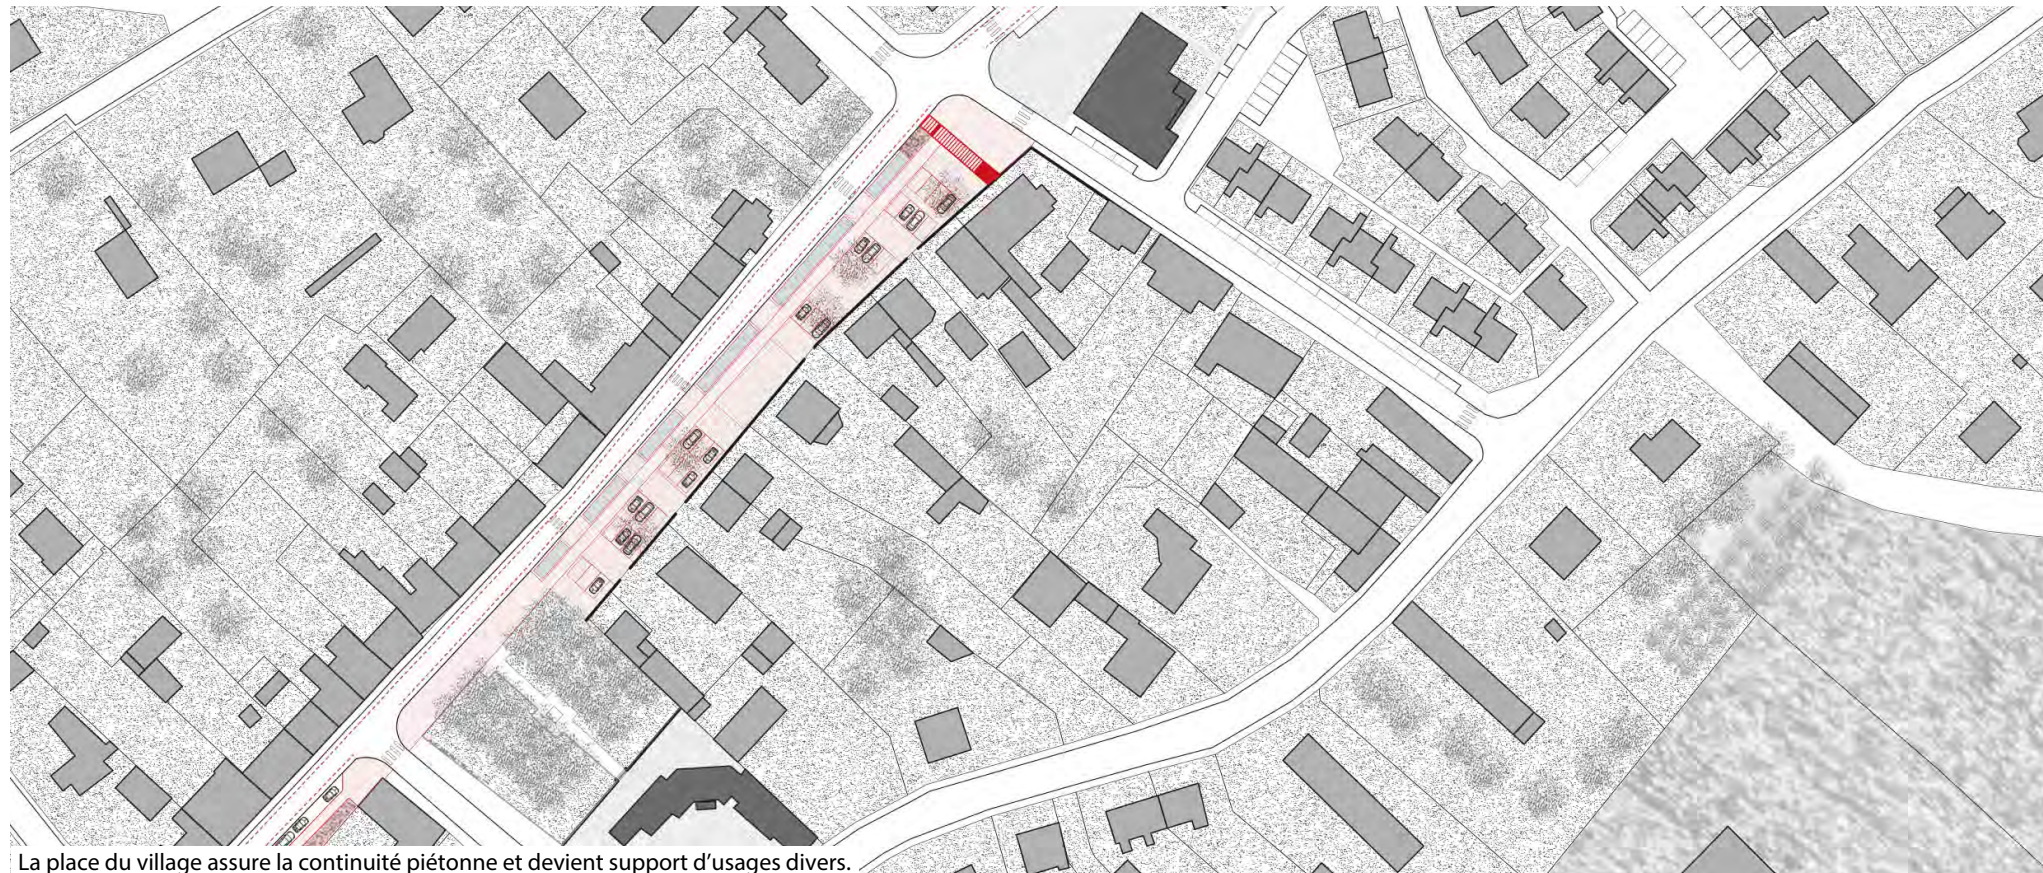 La place du village assure la continuité piétonne et devient support d'usages divers.